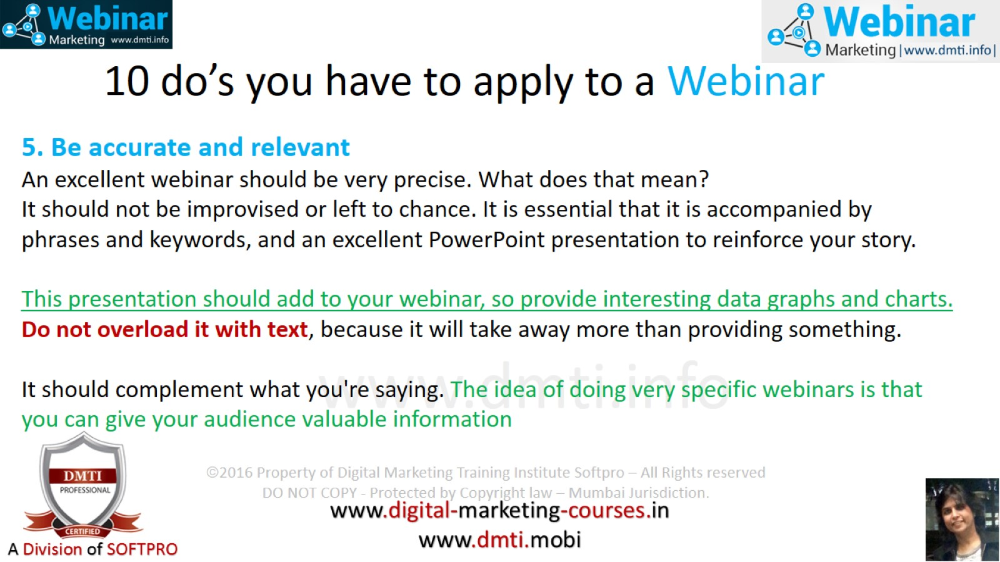 Webinar
Marketing www.dmti.info
Webinar
Marketing|www.dmti.info|
10 do’s you have to apply to a Webinar
5. Be accurate and relevant
An excellent webinar should be very precise. What does that mean?
It should not be improvised or left to chance. It is essential that it is accompanied by
phrases and keywords, and an excellent PowerPoint presentation to reinforce your story.
This presentation should add to your webinar, so provide interesting data graphs and charts.
Do not overload it with text, because it will take away more than providing something.
www.dmti.info
It should complement what you're saying. The idea of doing very specific webinars is that
you can give your audience valuable information
DMTI
PROFESSIONAL
CERTIFIED
A Division of SOFTPRO
©2016 Property of Digital Marketing Training Institute Softpro – All Rights reserved
DO NOT COPY - Protected by Copyright law – Mumbai Jurisdiction.
www.digital-marketing-courses.in
www.dmti.mobi